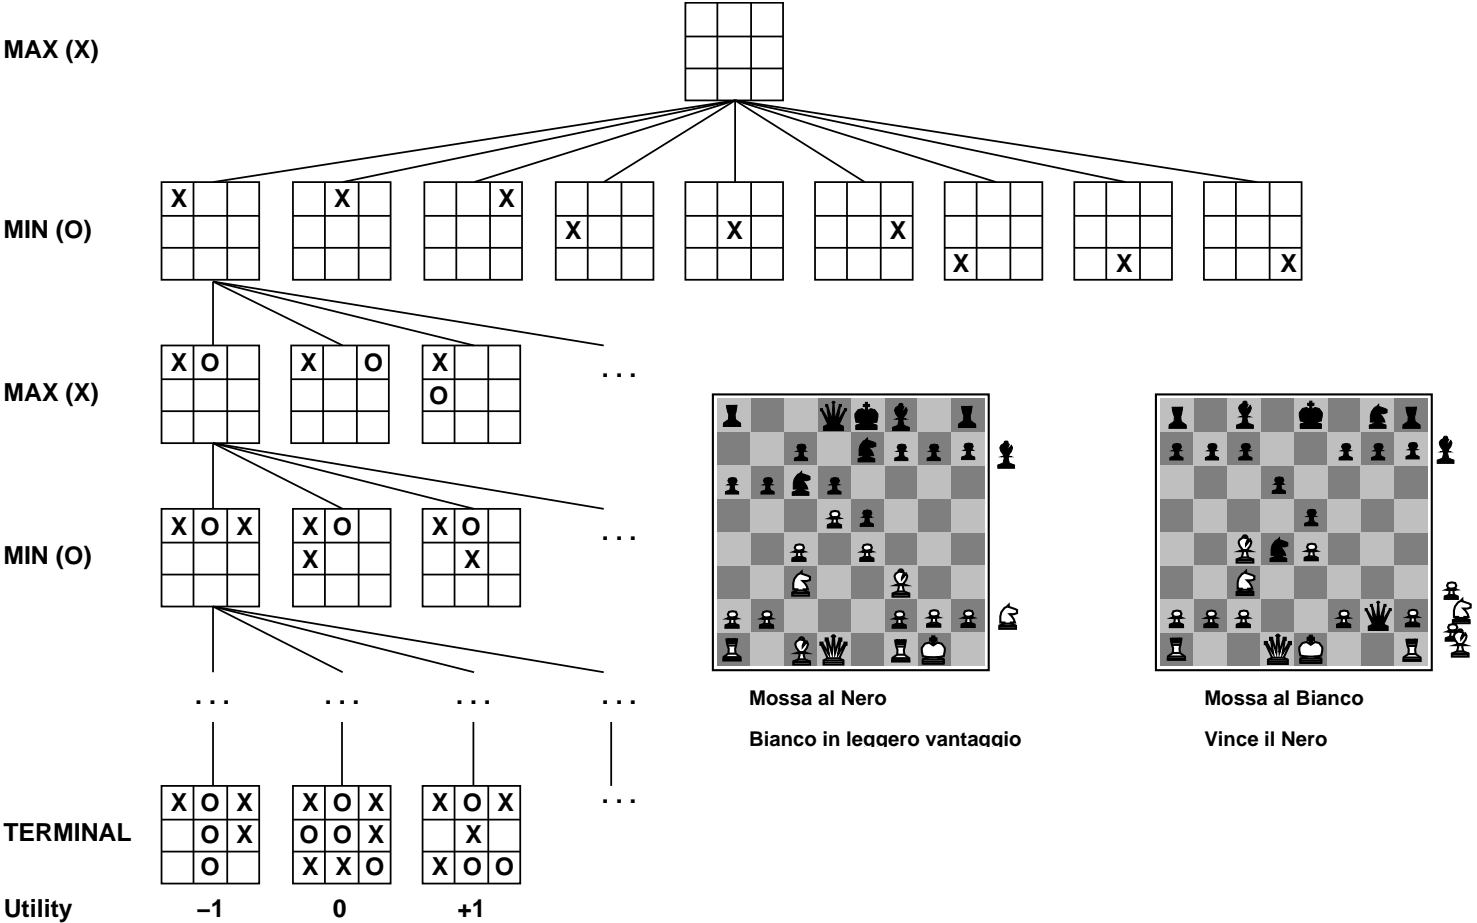 MAX (X)
MIN (O)
X X X X X X X X X
MAX (X)
X O X O X
O
. . .
MIN (O)
X O X X O X O
X X
. . .
. . . . . . . . . . . .
TERMINAL
X O X X O X X O X
O X O O X X
O X X O X O O
. . .
Utility –1 0 +1
Mossa al Nero
Bianco in leggero vantaggio
Mossa al Bianco
Vince il Nero